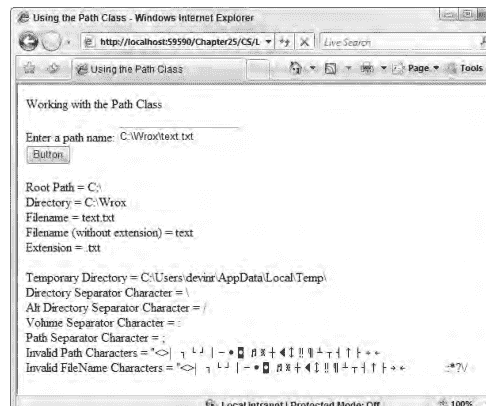 Using the Path Class - Windows Internet Explorer
http://localhost:59590/Chapter25/CS/L
Live Search
Using the Path Class
Page
Tools
Working with the Path Class
Enter a path name: C:\Wrox\text.txt
Button
Root Path = C:\
Directory = C:\Wrox
Filename = text.txt
Filename (without extension) = text
Extension = .txt
Temporary Directory = C:\Users\devinr\AppData\Local\Temp\
Directory Separator Character = \
Alt Directory Separator Character = /
Volume Separator Character = :
Path Separator Character = ;
Invalid Path Characters = "<>|
Invalid FileName Characters = "<>| :*?\/
Local intranet | Protected Mode: Off
100%